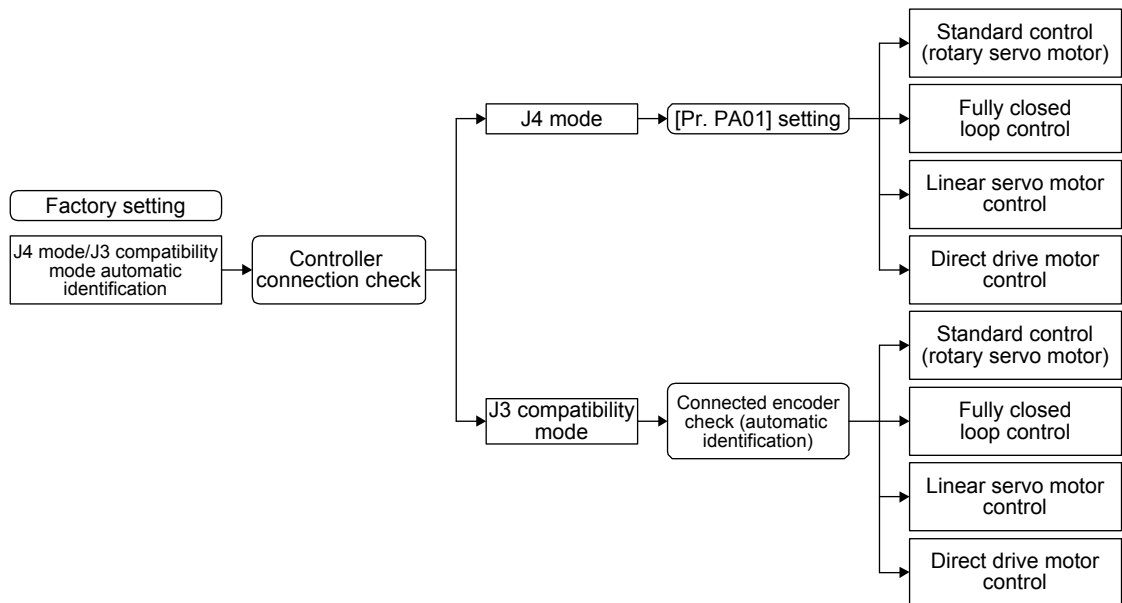 Factory setting
J4 mode/J3 compatibility
mode automatic
identification
Controller
connection check
J4 mode
[Pr. PA01] setting
Standard control
(rotary servo motor)
Fully closed
loop control
Linear servo motor
control
Direct drive motor
control
J3 compatibility
mode
Connected encoder
check (automatic
identification)
Standard control
(rotary servo motor)
Fully closed
loop control
Linear servo motor
control
Direct drive motor
control